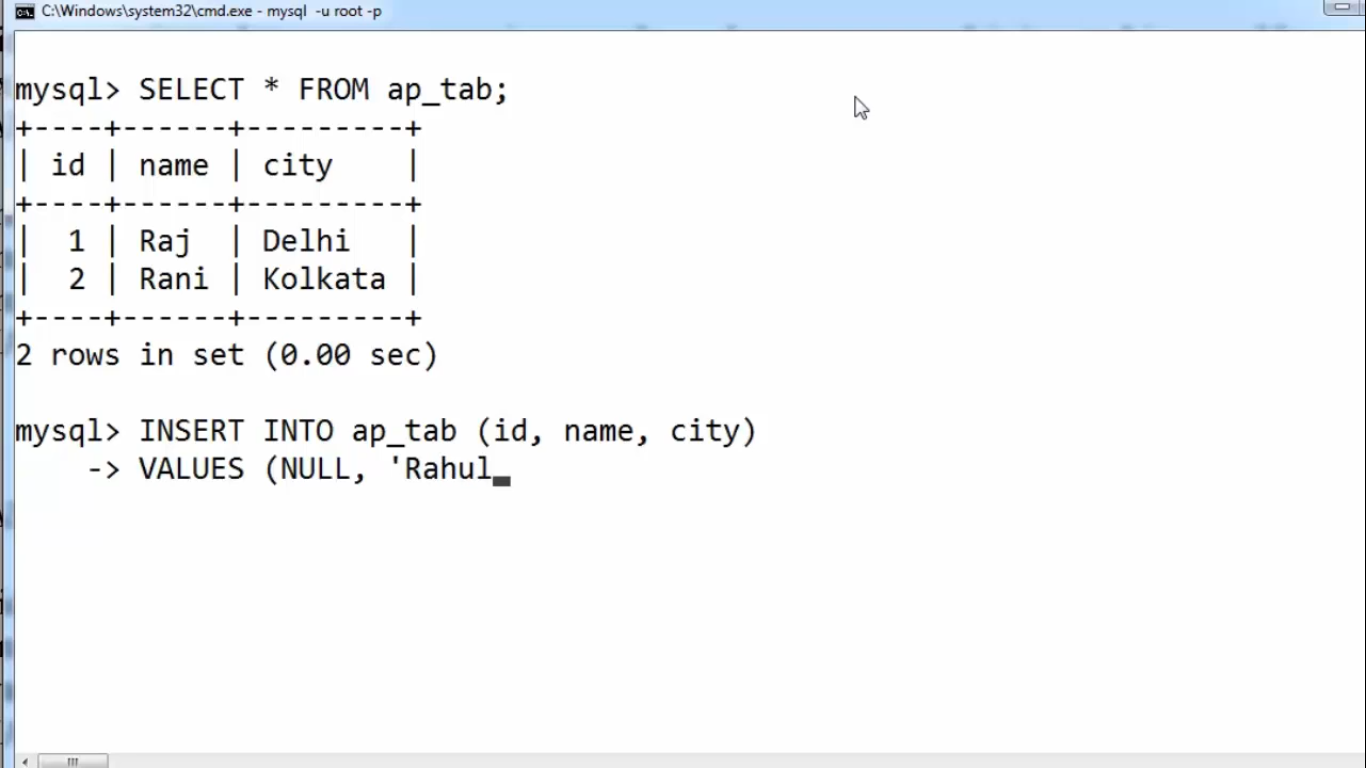 C:\Windows\system32\cmd.exe - mysql  -u root -p
mysql> SELECT * FROM ap_tab;
+----+------+---------+
| id | name | city    |
+----+------+---------+
|  1 | Raj  | Delhi   |
|  2 | Rani | Kolkata |
+----+------+---------+
2 rows in set (0.00 sec)
mysql> INSERT INTO ap_tab (id, name, city)
    -> VALUES (NULL, 'Rahul